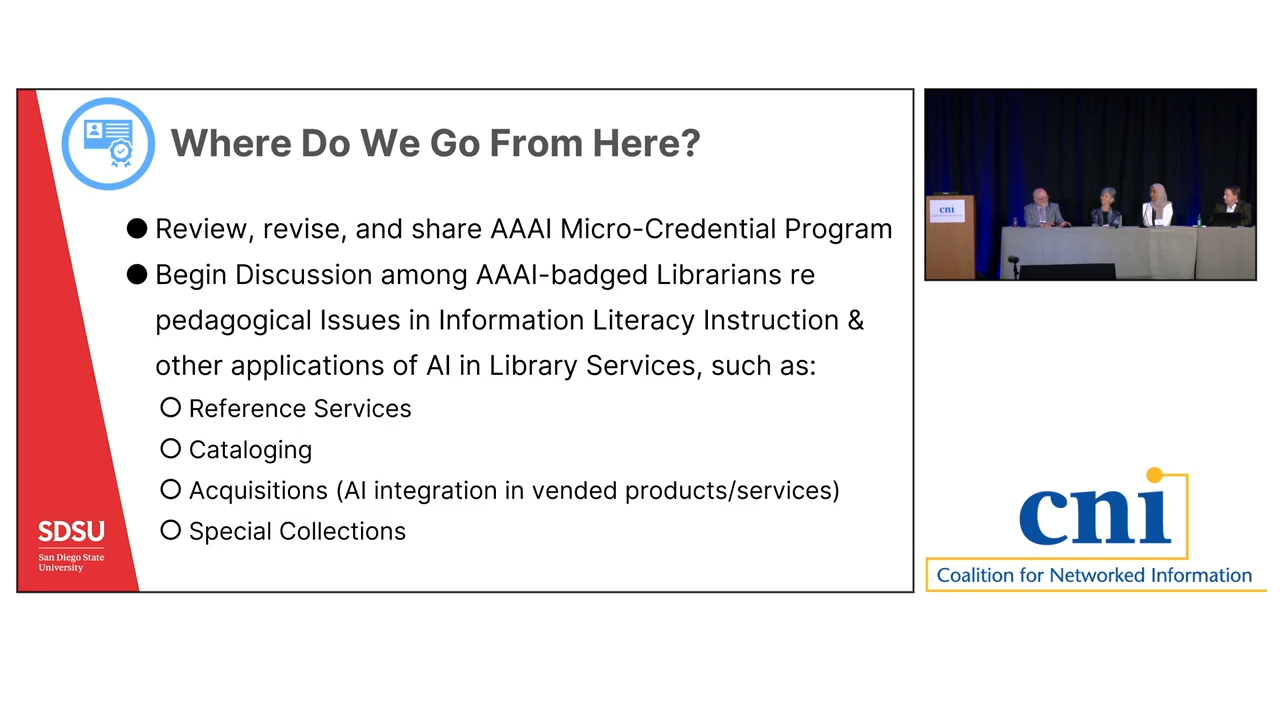 Where Do We Go From Here?
● Review, revise, and share AAAI Micro-Credential Program
● Begin Discussion among AAAI-badged Librarians re
pedagogical Issues in Information Literacy Instruction &
other applications of AI in Library Services, such as:
○ Reference Services
○ Cataloging
○ Acquisitions (AI integration in vended products/services)
○ Special Collections
SDSU
San Diego State
University
cni
cni
Coalition for Networked Information